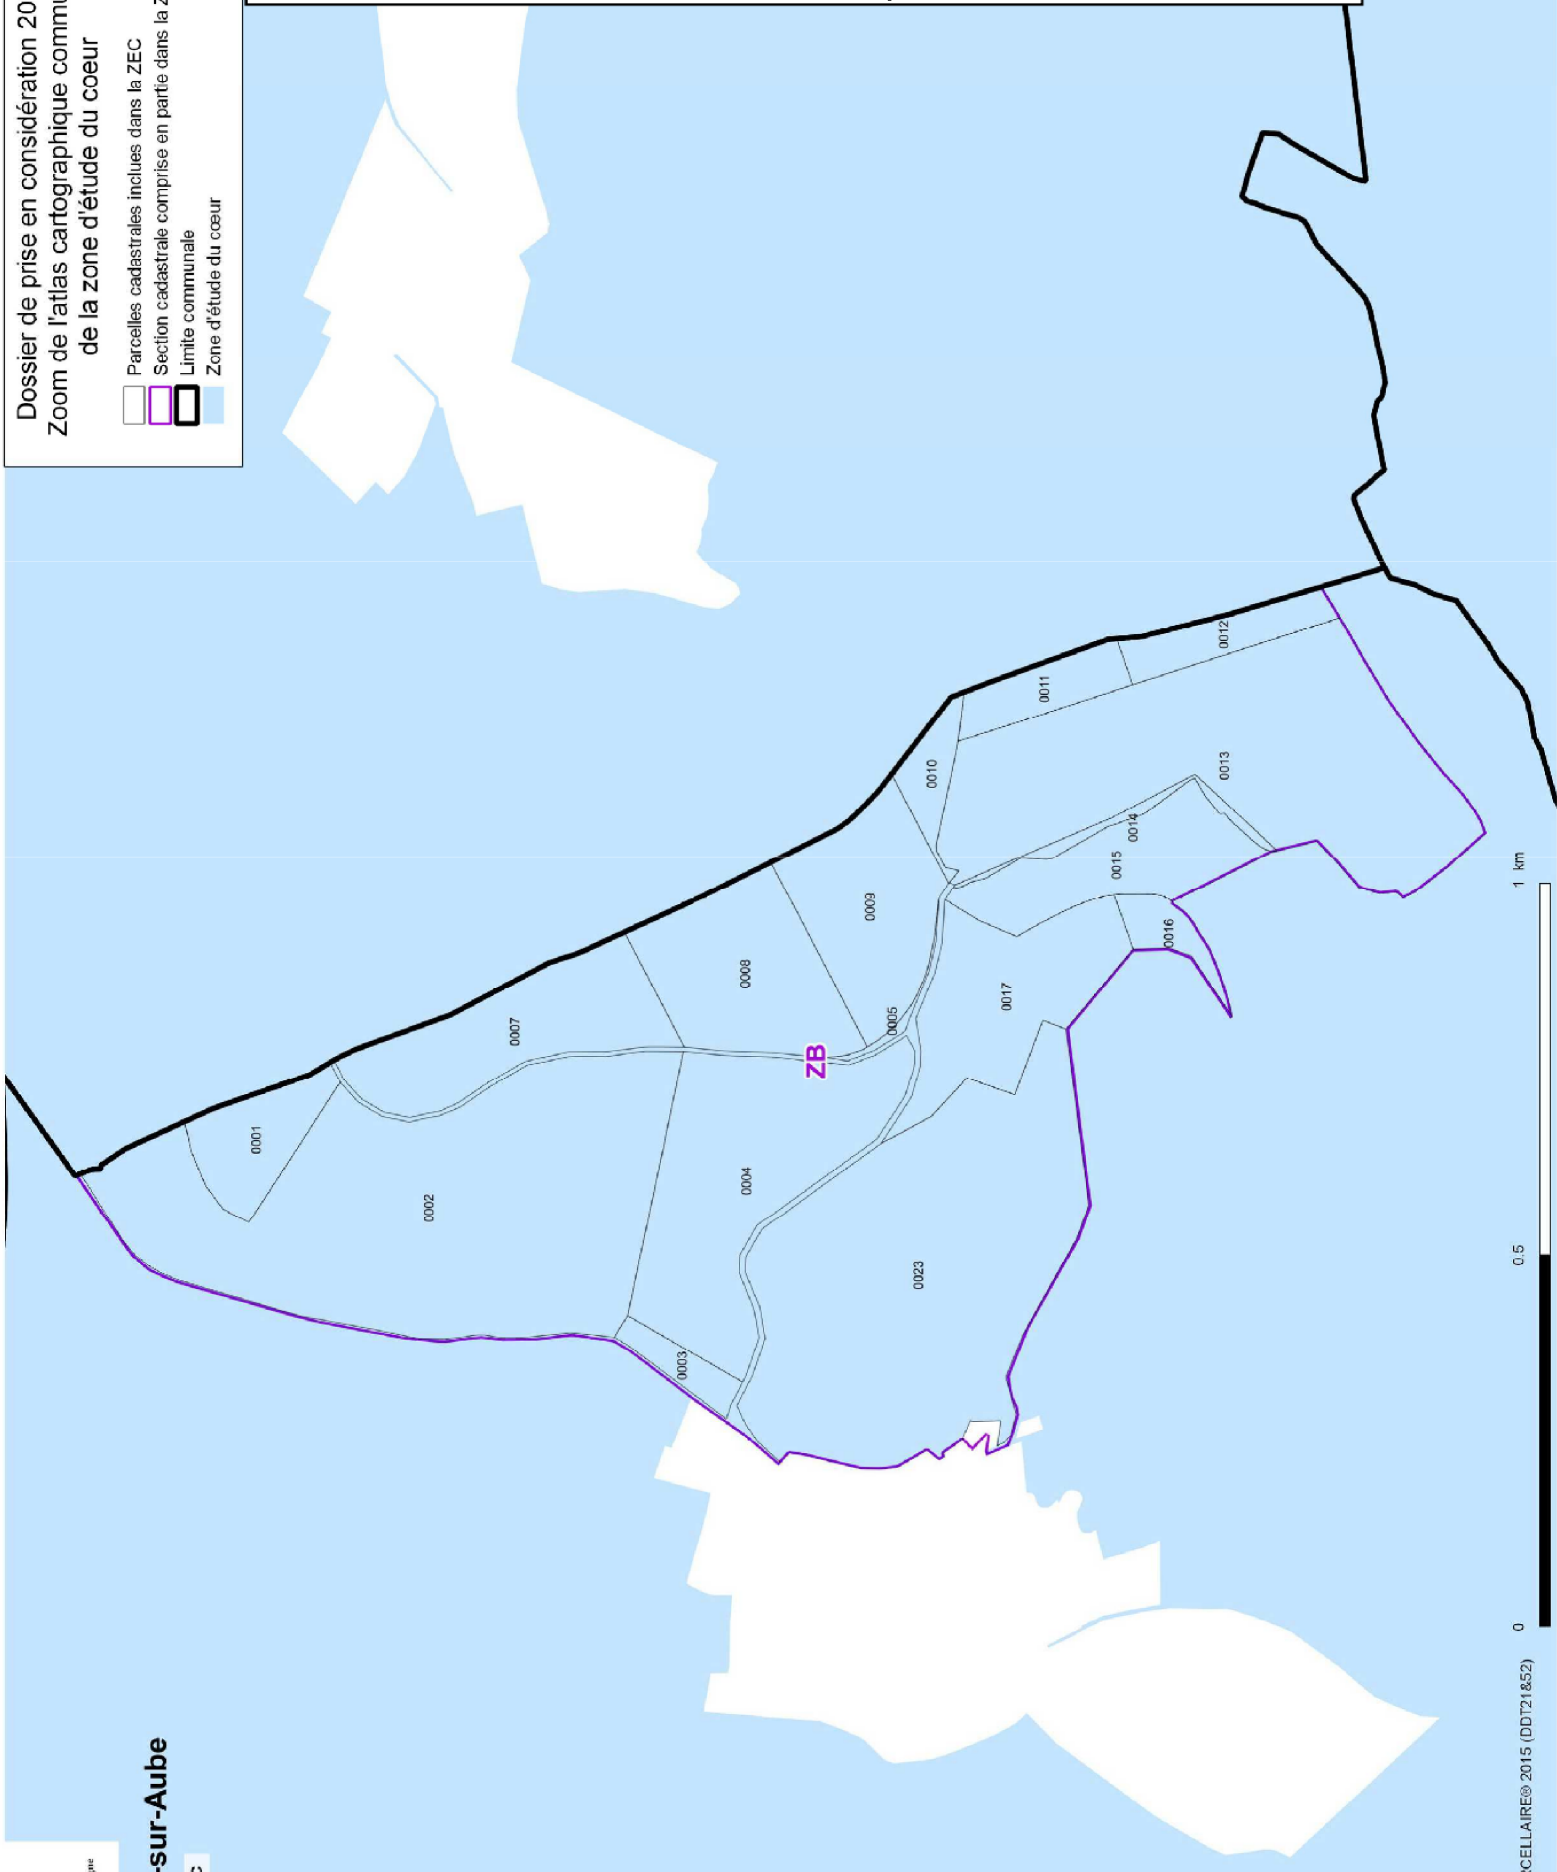 -sur-Aube
Dossier de prise en considération 20
Zoom de l'atlas cartographique commu
de la zone d'étude du coeur
Parcelles cadastrales inclues dans la ZEC
Section cadastrale comprise en partie dans la Z
Limite communale
Zone d'étude du cœur
0001
0002
0007
0003
0004
0008
ZB
0005
0009
0023
0010
0017
0011
0015
0014
0016
0013
0012
0
0.5
1 km
RCELLAIRE® 2015 (DDT21&52)